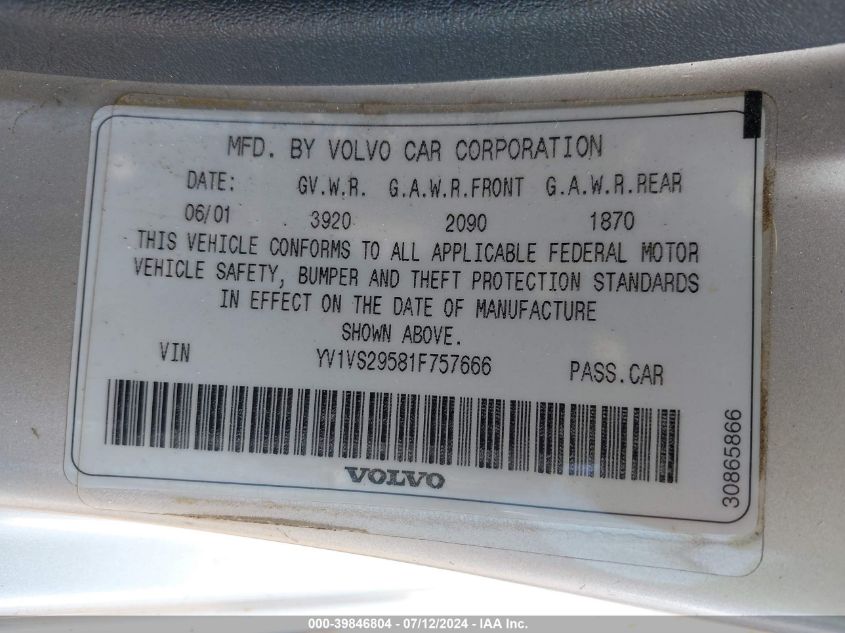 MFD. BY VOLVO CAR CORPORATION
DATE: GV.W.R. G.A.W.R.FRONT G.A.W.R.REAR
06/01 3920 2090 1870
THIS VEHICLE CONFORMS TO ALL APPLICABLE FEDERAL MOTOR
VEHICLE SAFETY, BUMPER AND THEFT PROTECTION STANDARDS
IN EFFECT ON THE DATE OF MANUFACTURE
SHOWN ABOVE.
VIN YV1VS29581F757666 PASS.CAR
VOLVO
30865866
000-39846804 - 07/12/2024 - IAA Inc.